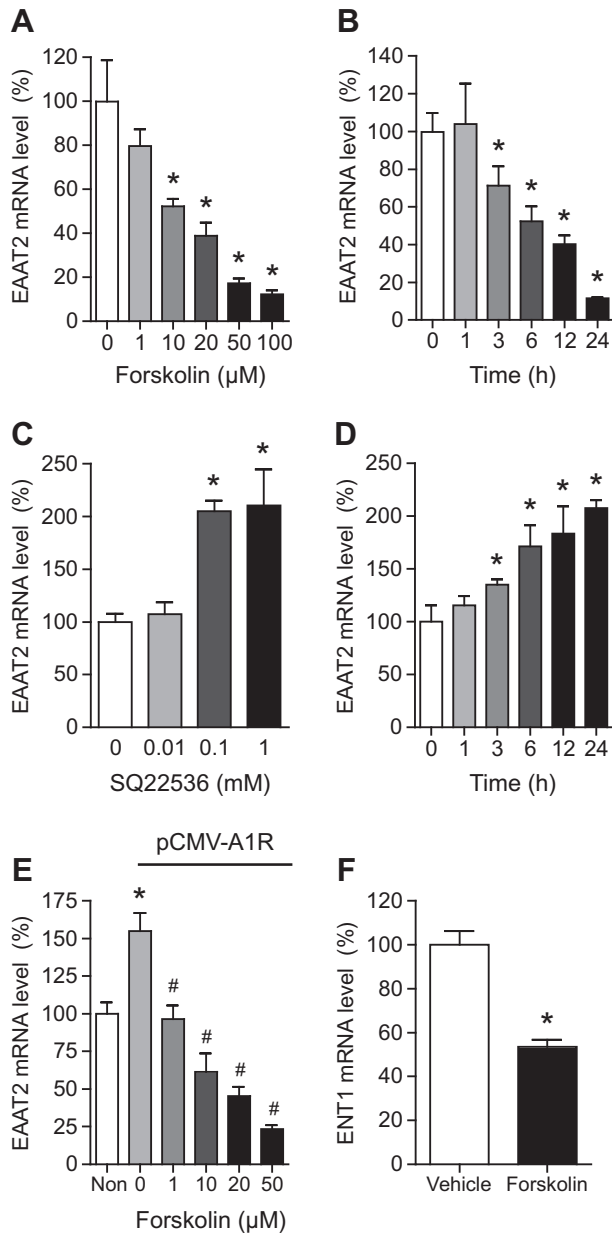 A
EAAT2 mRNA level (%)
120
100
80
60
40
20
0
*
*
*
*
0 1 10 20 50 100
Forskolin (µM)
B
EAAT2 mRNA level (%)
140
120
100
80
60
40
20
0
*
*
*
*
0 1 3 6 12 24
Time (h)
C
EAAT2 mRNA level (%)
250
200
150
100
50
0
*
*
0 0.01 0.1 1
SQ22536 (mM)
D
EAAT2 mRNA level (%)
250
200
150
100
50
0
*
*
*
*
0 1 3 6 12 24
Time (h)
pCMV-A1R
E
EAAT2 mRNA level (%)
175
150
125
100
75
50
25
0
*
#
#
#
#
Non 0 1 10 20 50
Forskolin (µM)
F
ENT1 mRNA level (%)
120
100
80
60
40
20
0
*
Vehicle Forskolin